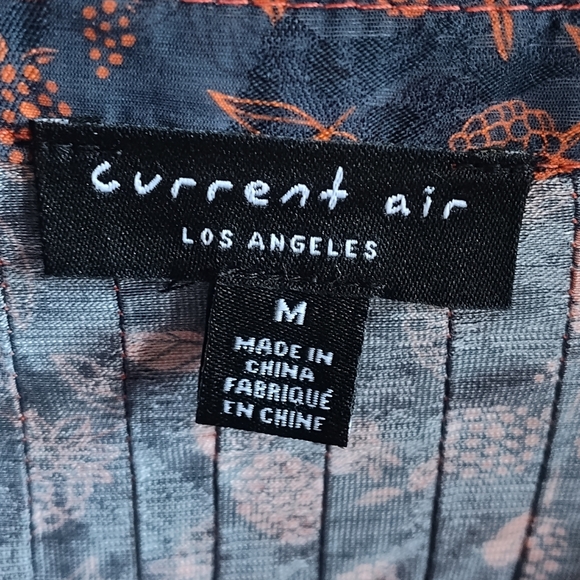 current air
LOS ANGELES
M
MADE IN
CHINA
FABRIQUÉ
EN CHINE